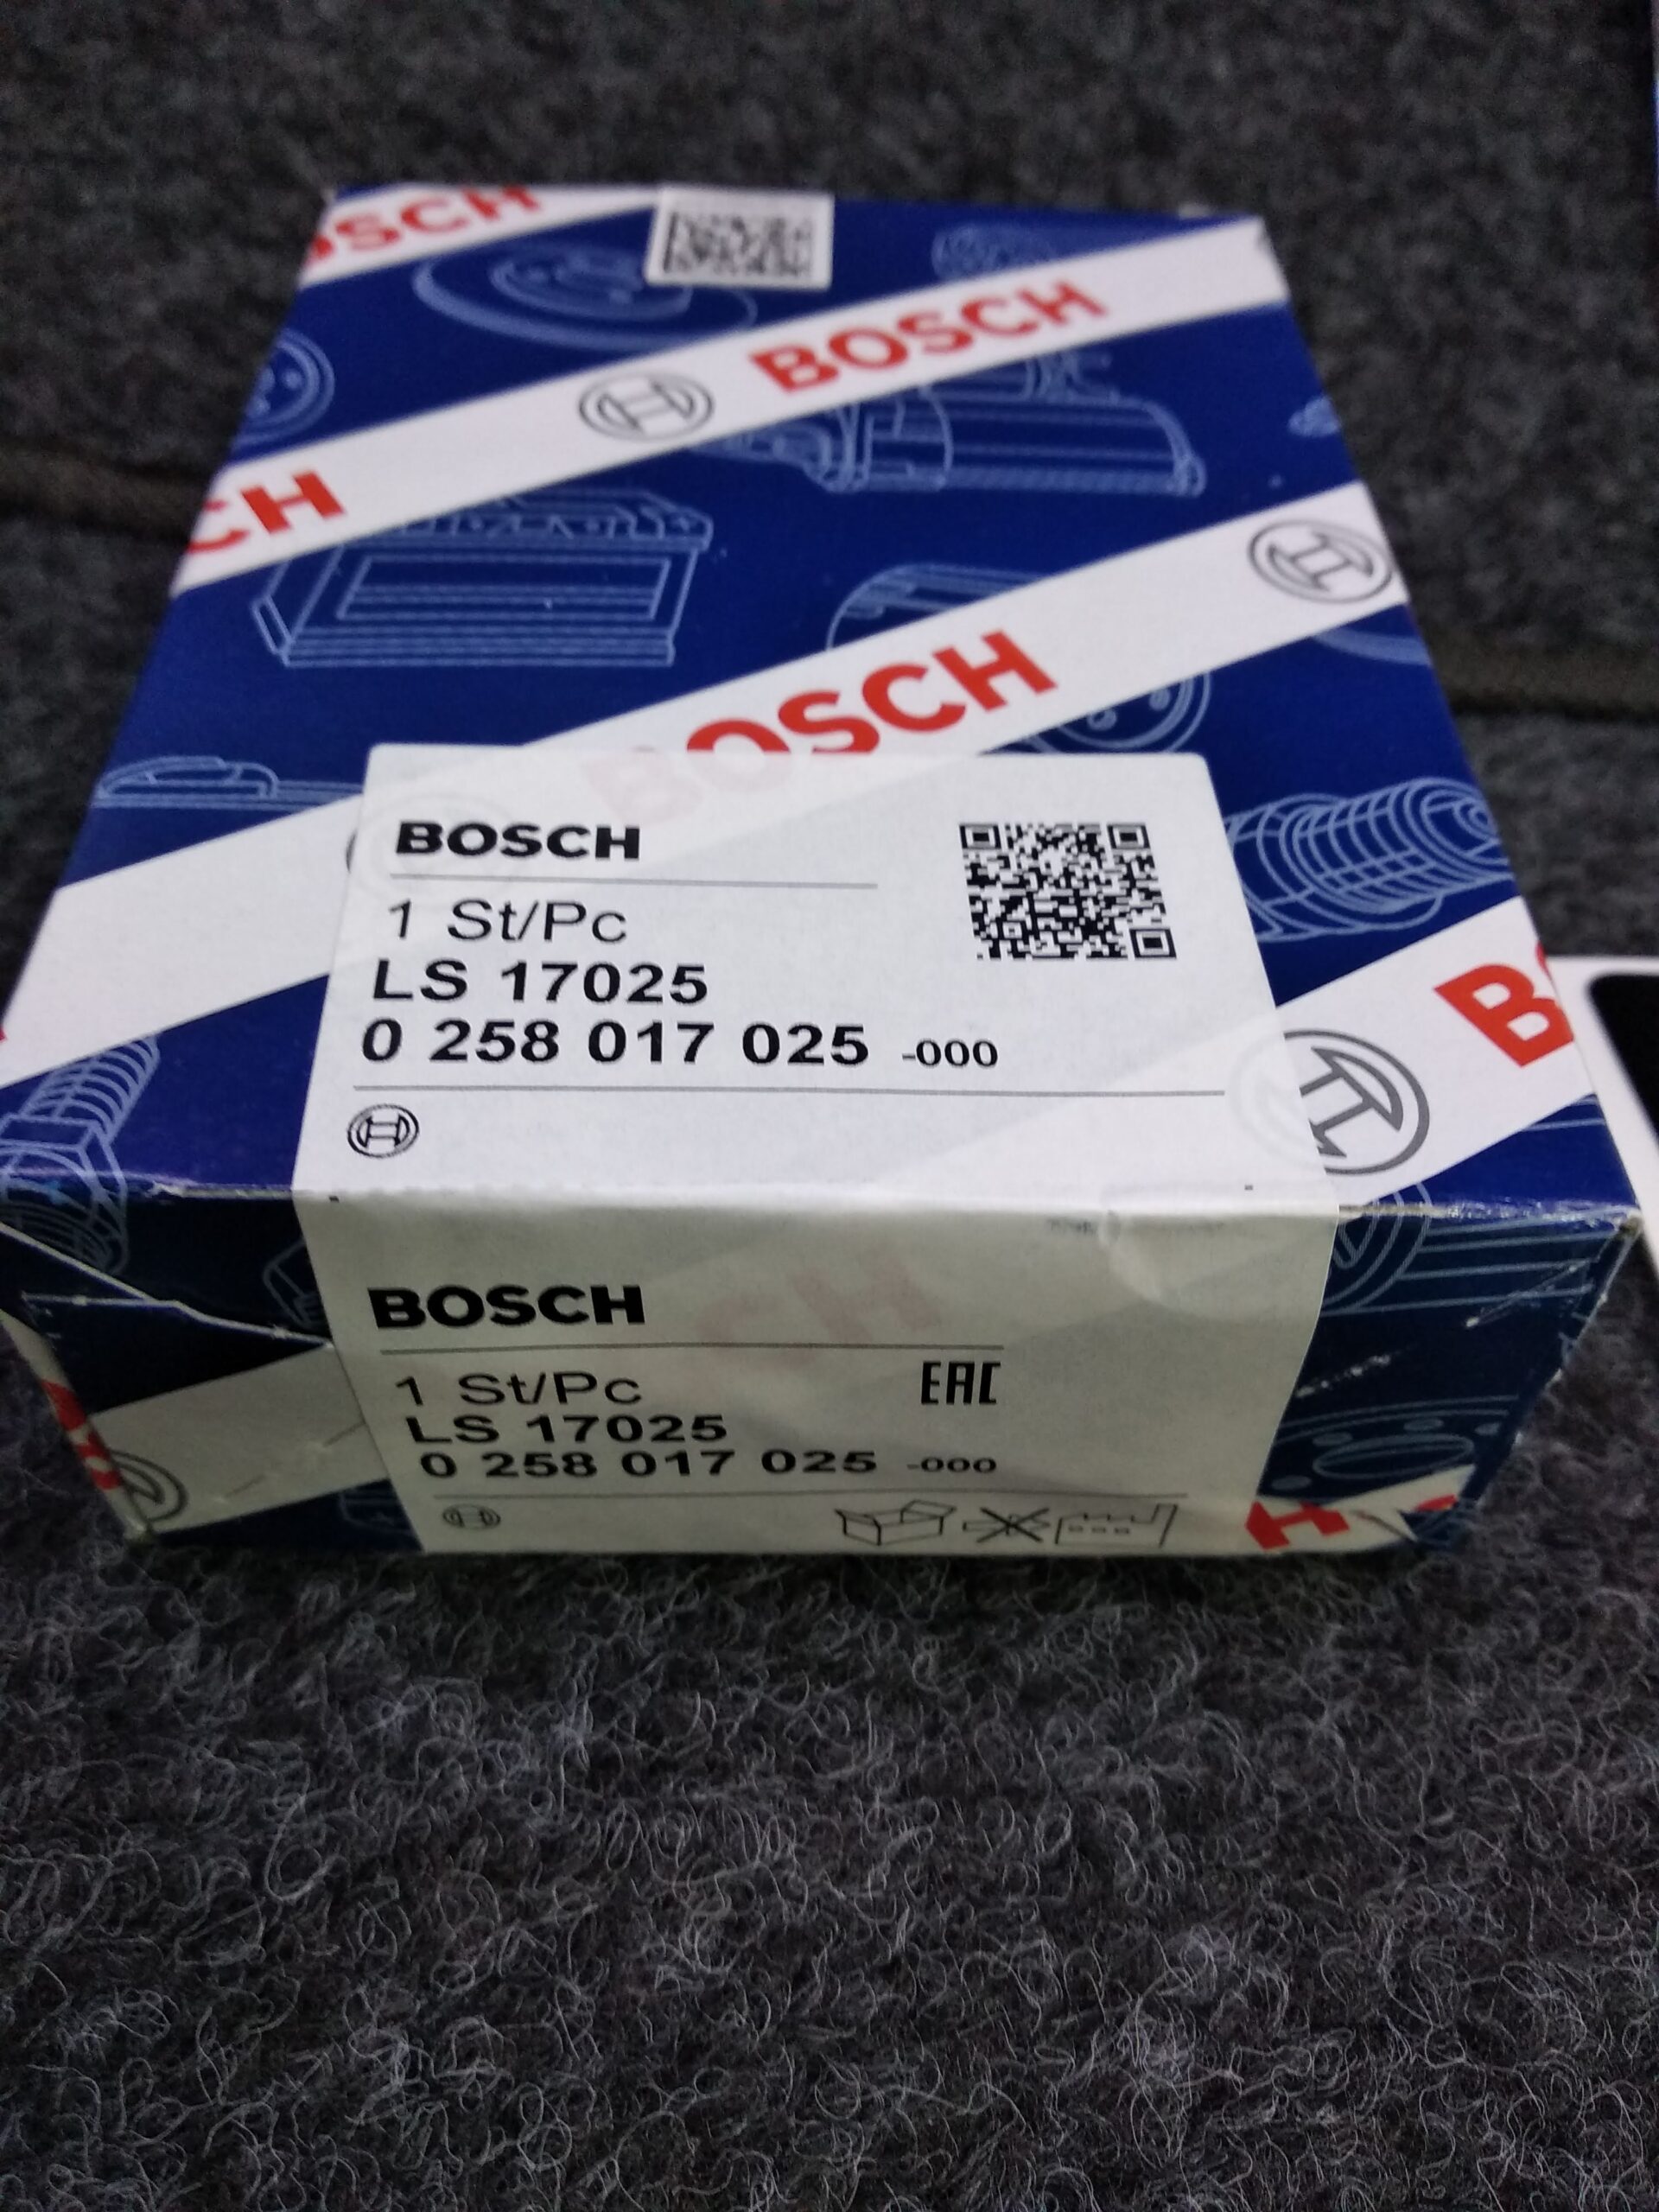 BOSCH
BOSCH
CH
BOSCH
BOSCH
1 St/Pc
LS 17025
0 258 017 025 -000
BOSCH
1 St/Pc
EAC
LS 17025
0 258 017 025 -000